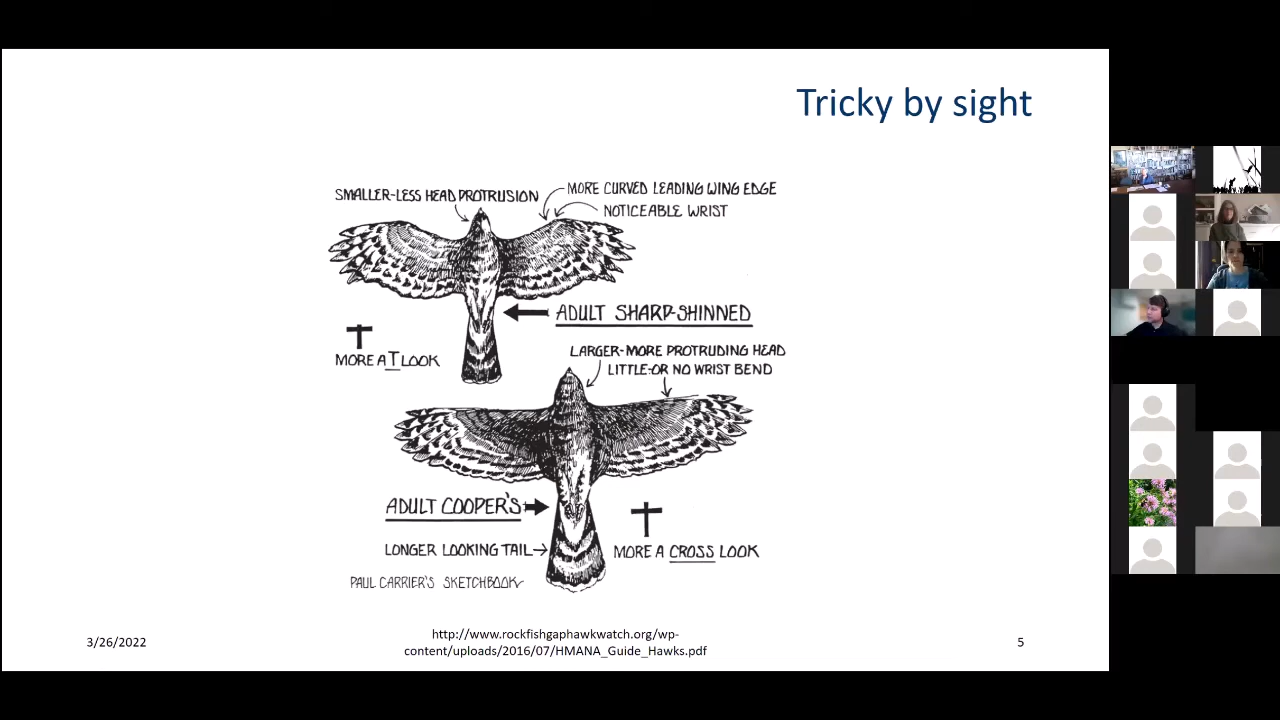 Tricky by sight
SMALLER-LESS HEAD PROTRUSION
MORE CURVED LEADING WING EDGE
NOTICEABLE WRIST
ADULT SHARP-SHINNED
MORE A T LOOK
LARGER-MORE PROTRUDING HEAD
LITTLE-OR NO WRIST BEND
ADULT COOPER'S
LONGER LOOKING TAIL
MORE A CROSS LOOK
PAUL CARRIER'S SKETCHBOOK
3/26/2022
http://www.rockfishgaphawkwatch.org/wp-
content/uploads/2016/07/HMANA_Guide_Hawks.pdf
5